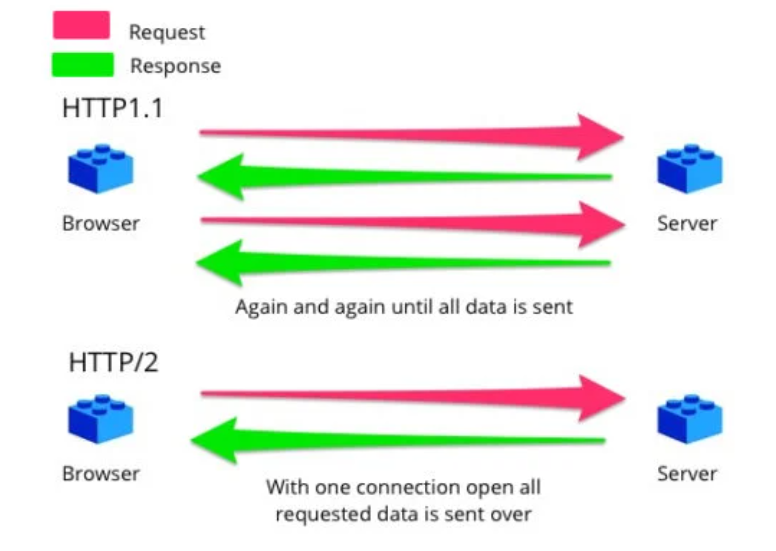 Request
Response
HTTP1.1
Browser
Server
Again and again until all data is sent
HTTP/2
Browser
Server
With one connection open all
requested data is sent over